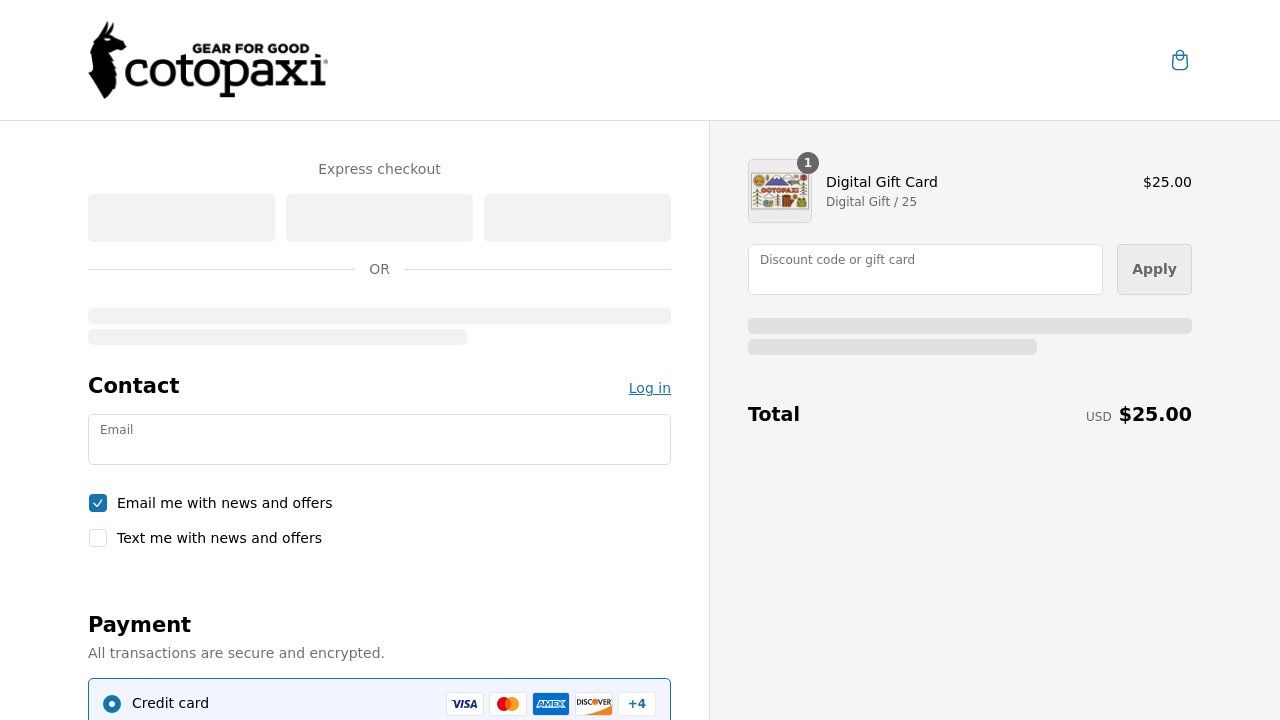 GEAR FOR GOOD
cotopaxi
Express checkout
OR
Contact
Log in
Email
Email me with news and offers
Text me with news and offers
Payment
All transactions are secure and encrypted.
Credit card
VISA
AMEX
DISCOVER
+4
1
COTOPAXI
Digital Gift Card
$25.00
Digital Gift / 25
Discount code or gift card
Apply
Total
USD $25.00